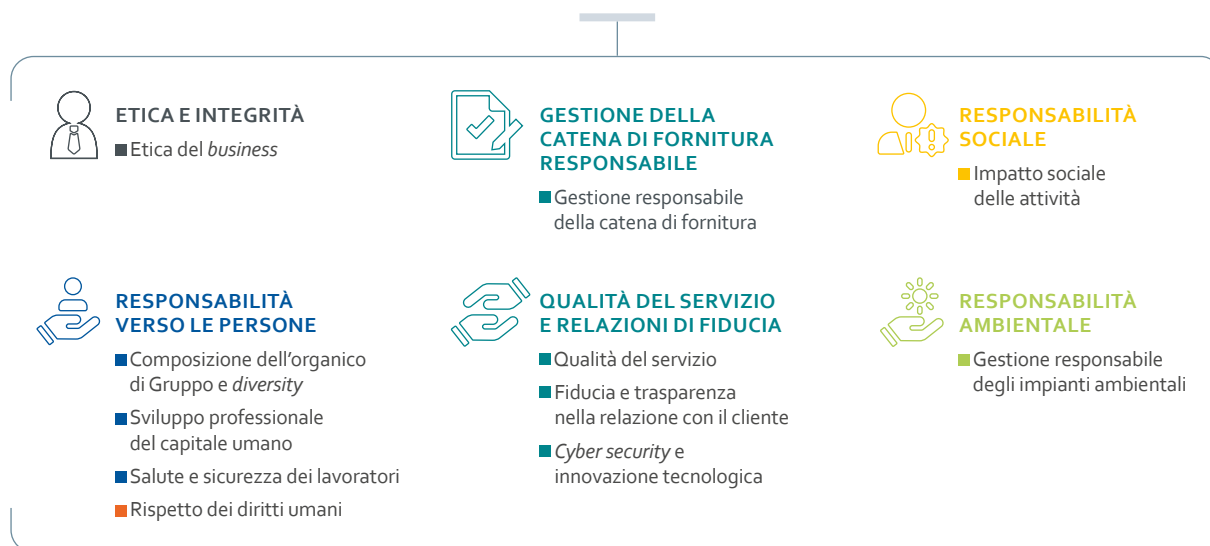 ETICA E INTEGRITÀ
Etica del business
GESTIONE DELLA
CATENA DI FORNITURA
RESPONSABILE
Gestione responsabile
della catena di fornitura
RESPONSABILITÀ
SOCIALE
Impatto sociale
delle attività
RESPONSABILITÀ
VERSO LE PERSONE
Composizione dell'organico
di Gruppo e diversity
Sviluppo professionale
del capitale umano
Salute e sicurezza dei lavoratori
Rispetto dei diritti umani
QUALITÀ DEL SERVIZIO
E RELAZIONI DI FIDUCIA
Qualità del servizio
Fiducia e trasparenza
nella relazione con il cliente
Cyber security e
innovazione tecnologica
RESPONSABILITÀ
AMBIENTALE
Gestione responsabile
degli impianti ambientali